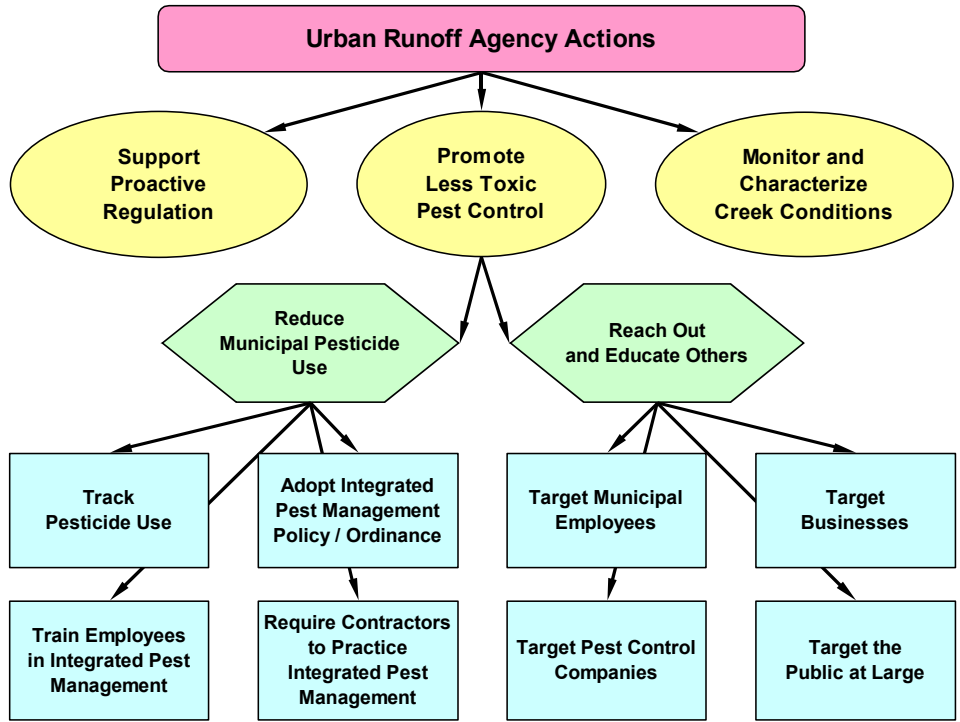 Urban Runoff Agency Actions
Support
Proactive
Regulation
Promote
Less Toxic
Pest Control
Monitor and
Characterize
Creek Conditions
Reduce
Municipal Pesticide
Use
Reach Out
and Educate Others
Track
Pesticide Use
Adopt Integrated
Pest Management
Policy / Ordinance
Target Municipal
Employees
Target
Businesses
Train Employees
in Integrated Pest
Management
Require Contractors
to Practice
Integrated Pest
Management
Target Pest Control
Companies
Target the
Public at Large